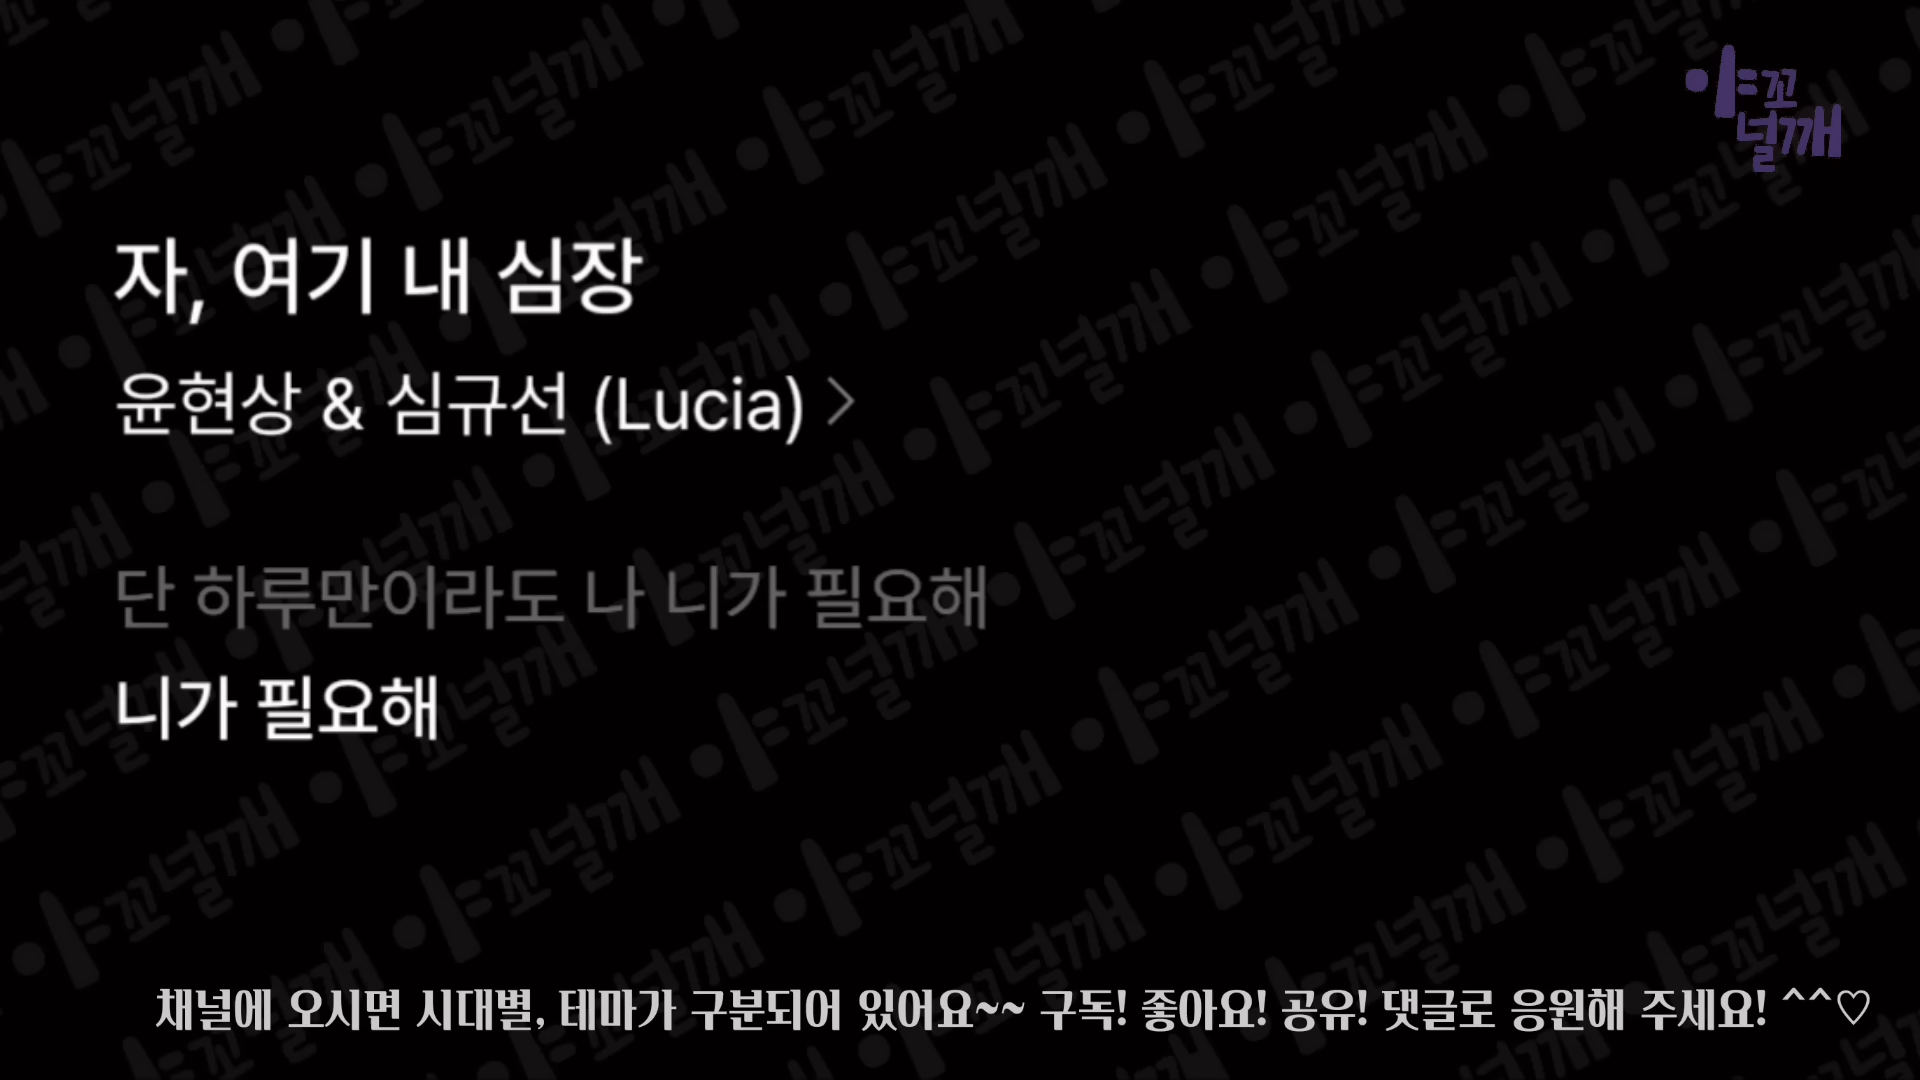 야꼬
널깨
자, 여기 내 심장
윤현상 & 심규선 (Lucia) >
단 하루만이라도 나 니가 필요해
니가 필요해
채널에 오시면 시대별, 테마가 구분되어 있어요~~ 구독! 좋아요! 공유! 댓글로 응원해 주세요! ^^♡